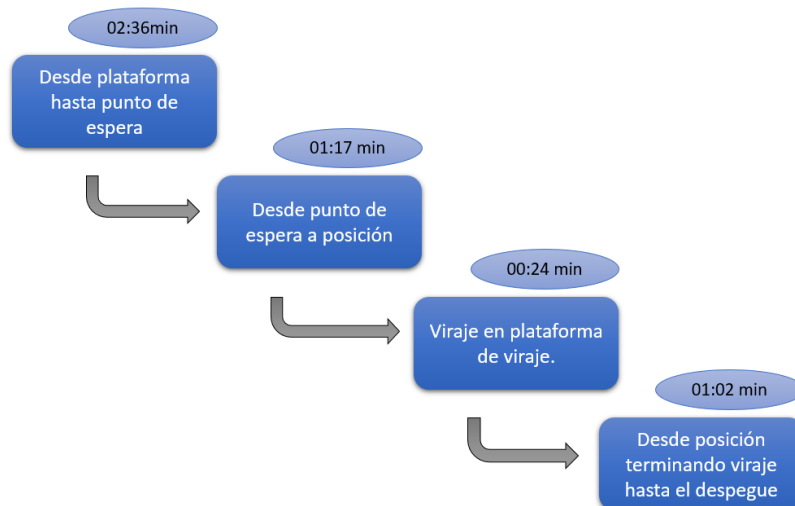 02:36min
Desde plataforma
hasta punto de
espera
01:17 min
Desde punto de
espera a posición
00:24 min
Viraje en plataforma
de viraje.
01:02 min
Desde posición
terminando viraje
hasta el despegue